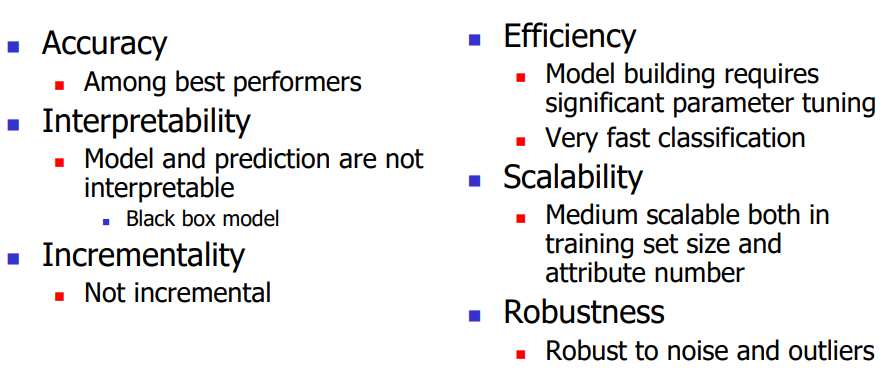 Accuracy
Among best performers
Interpretability
Model and prediction are not
interpretable
Black box model
Incrementality
Not incremental
Efficiency
Model building requires
significant parameter tuning
Very fast classification
Scalability
Medium scalable both in
training set size and
attribute number
Robustness
Robust to noise and outliers